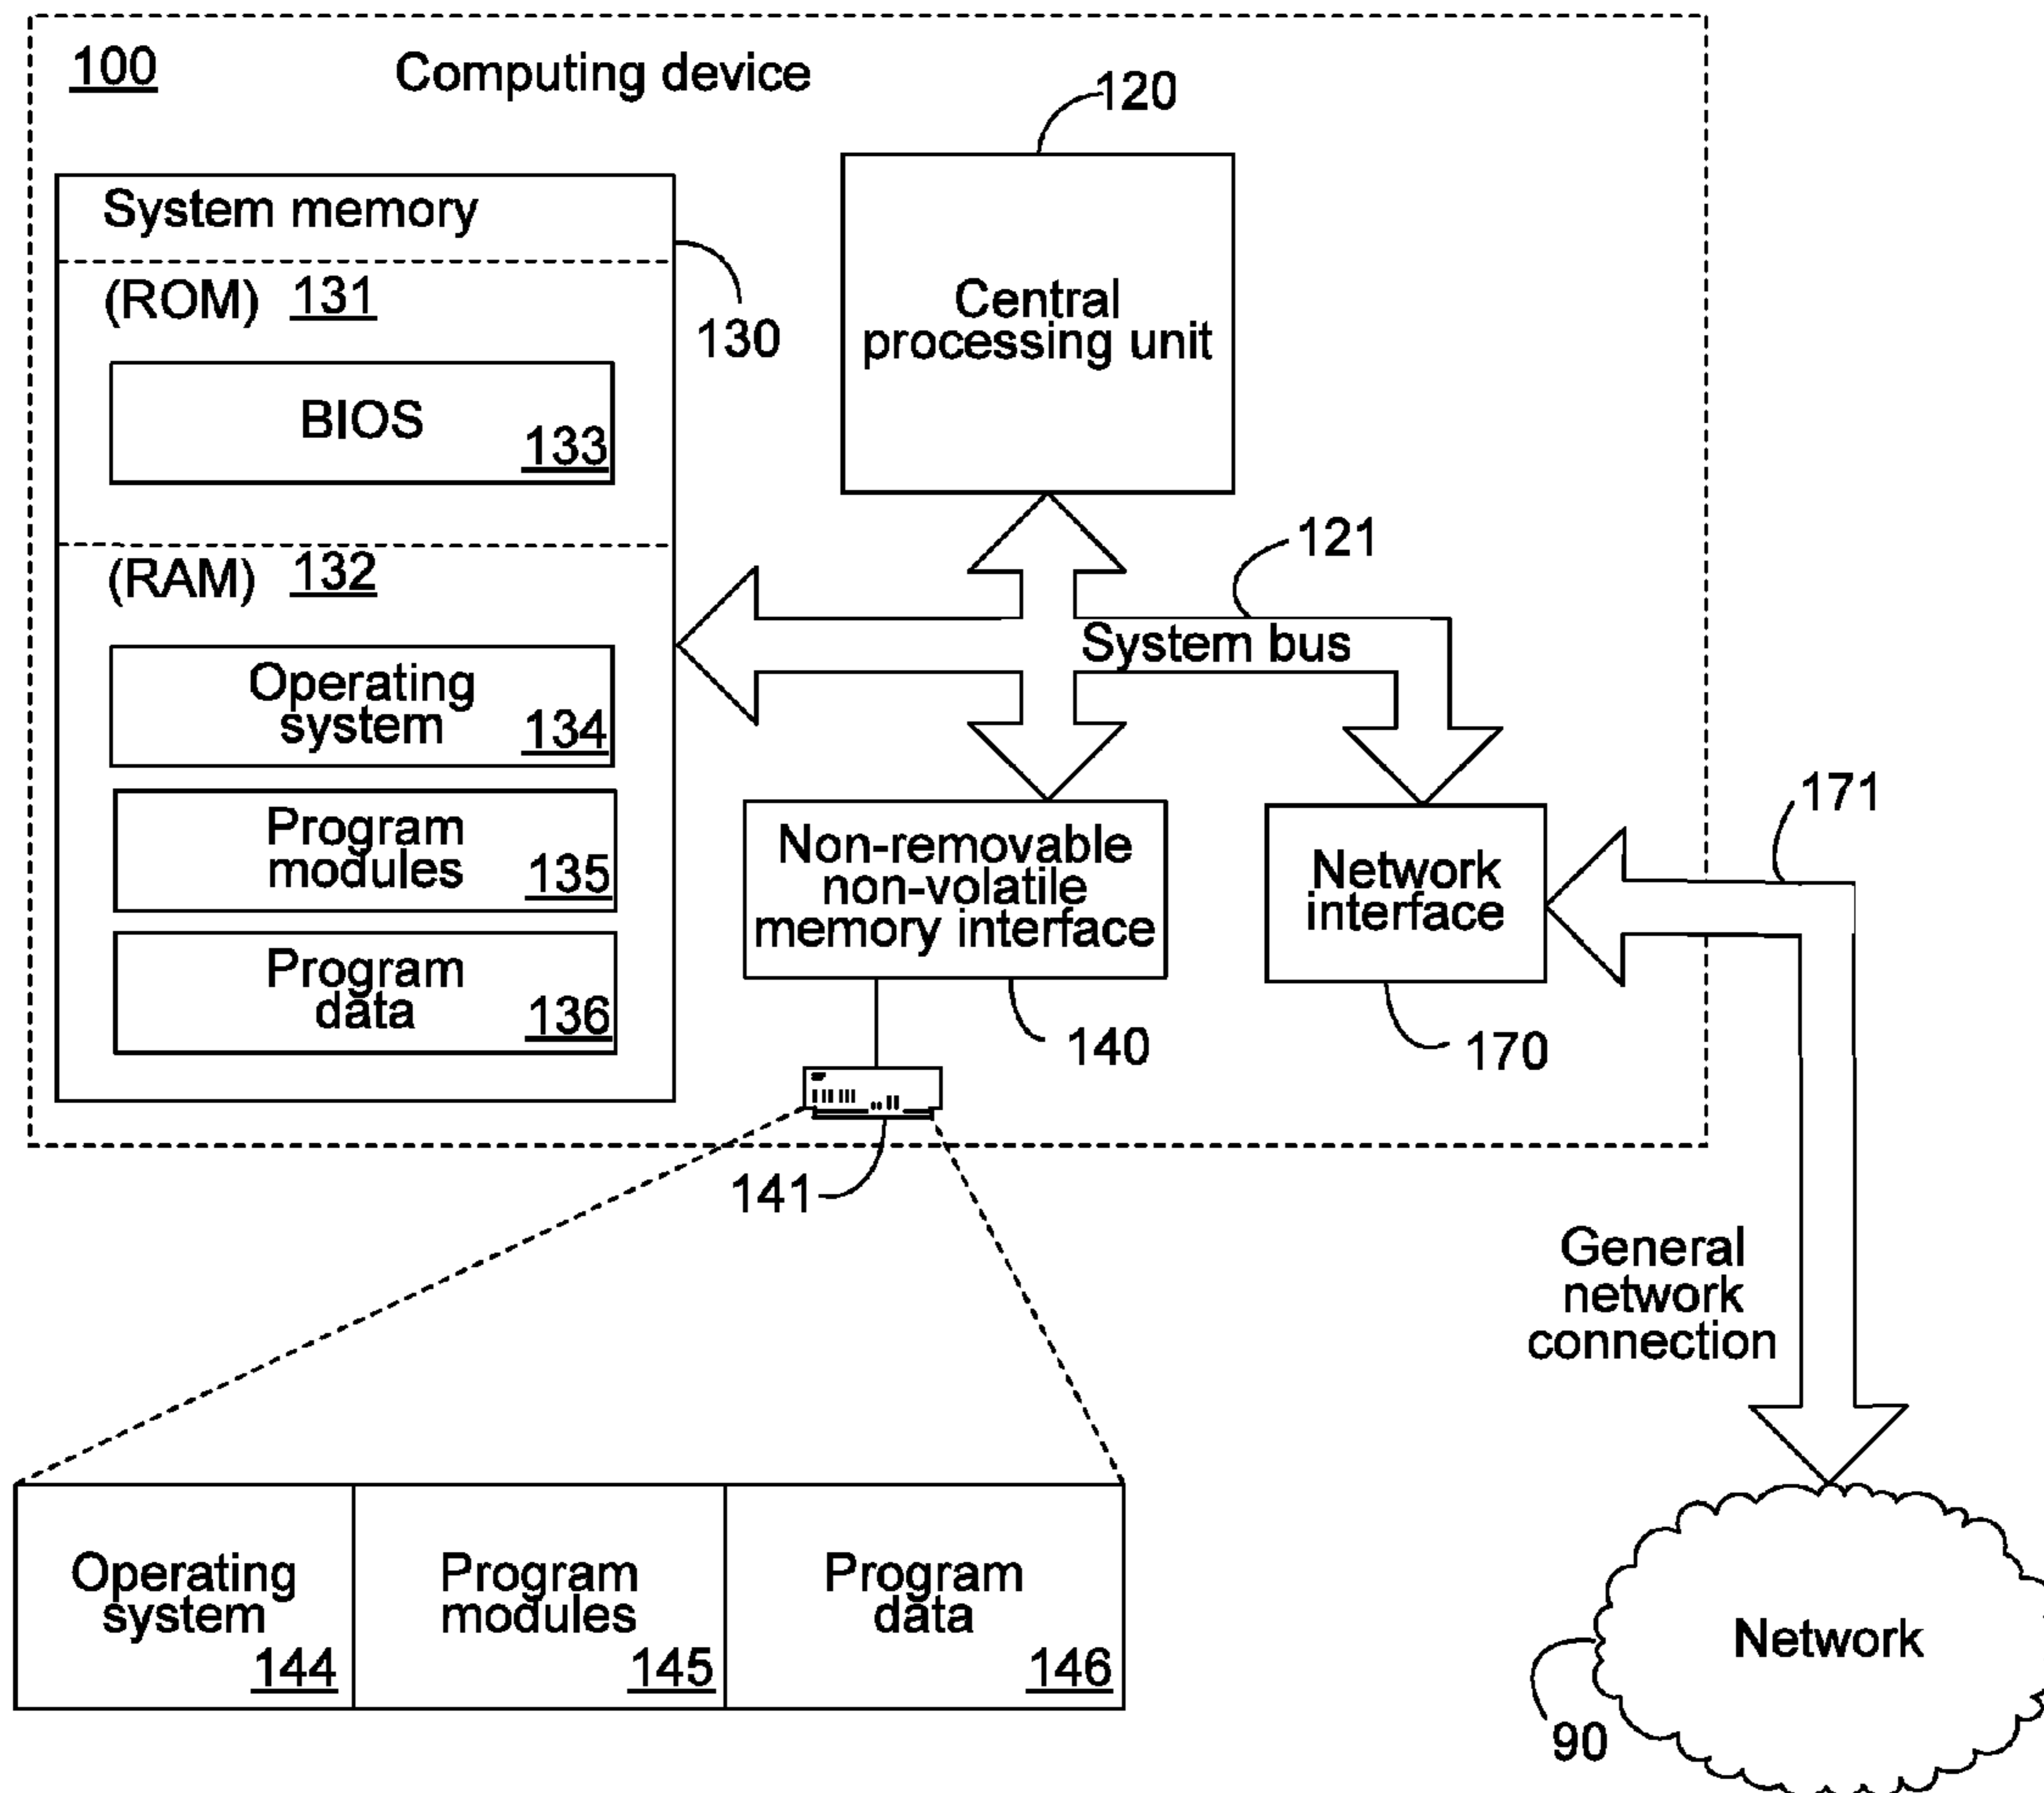 100 Computing device
120
System memory
(ROM) 131
130
Central
processing unit
BIOS
133
121
(RAM) 132
System bus
Operating
system 134
171
Program
modules 135
Non-removable
non-volatile
memory interface
Network
interface
Program
data 136
140
170
141
General
network
connection
Operating
system
144
Program
modules
145
Program
data
146
Network
90